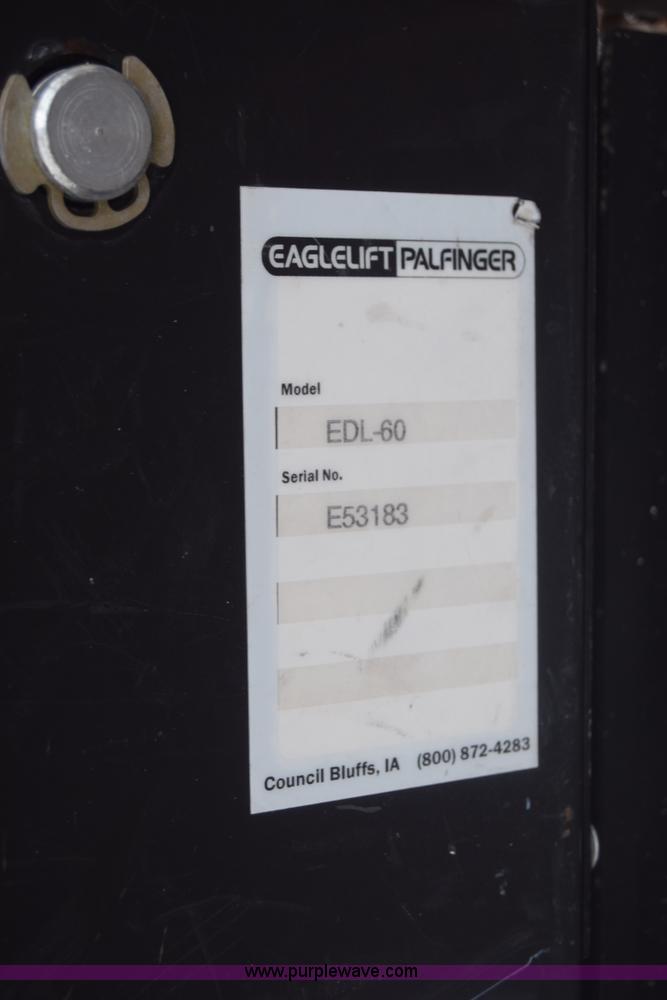 EAGLELIFT PALFINGER
Model
EDL-60
Serial No.
E53183
Council Bluffs, IA (800) 872-4283
www.purplewave.com